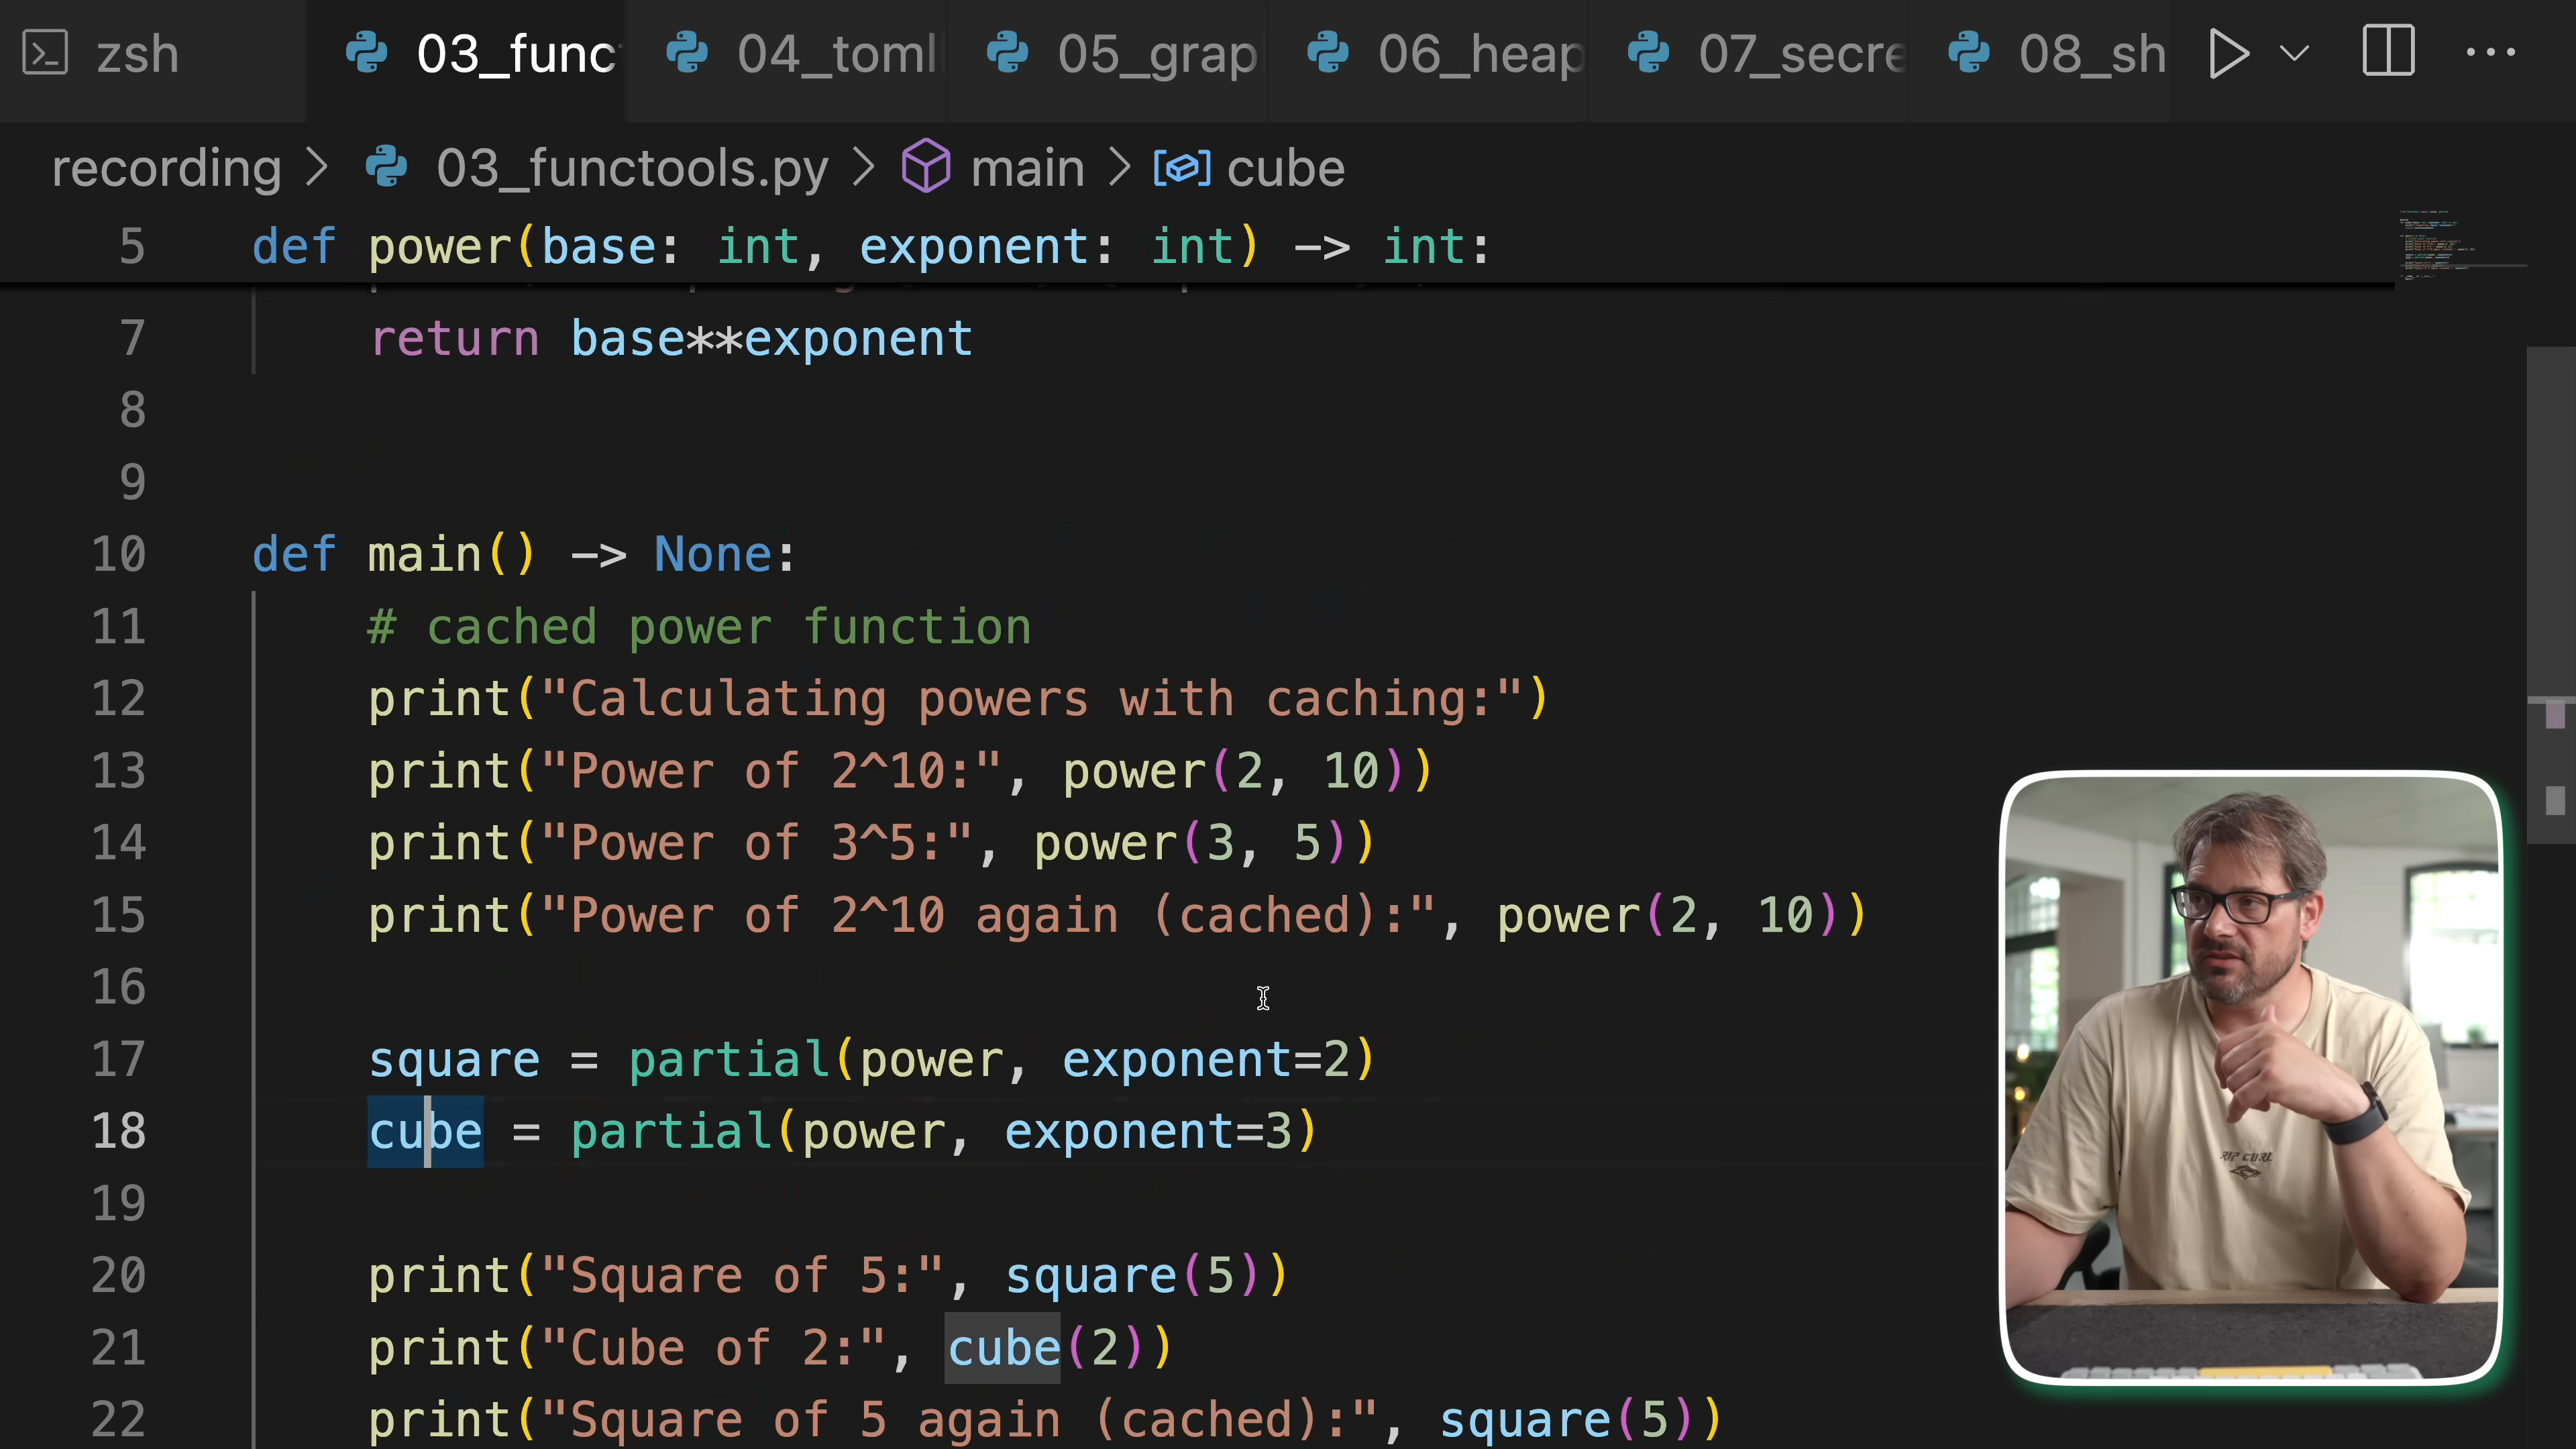 zsh
03_func
04_toml
05_grap
06_heap
07_secre
08_sh
recording > 03_functools.py > main > cube
5 def power(base: int, exponent: int) -> int:
7 return base**exponent
8
9
10 def main() -> None:
11 # cached power function
12 print("Calculating powers with caching:")
13 print("Power of 2^10:", power(2, 10))
14 print("Power of 3^5:", power(3, 5))
15 print("Power of 2^10 again (cached):", power(2, 10))
16
17 square = partial(power, exponent=2)
18 cube = partial(power, exponent=3)
19
20 print("Square of 5:", square(5))
21 print("Cube of 2:", cube(2))
22 print("Square of 5 again (cached):", square(5))
RIP CURL